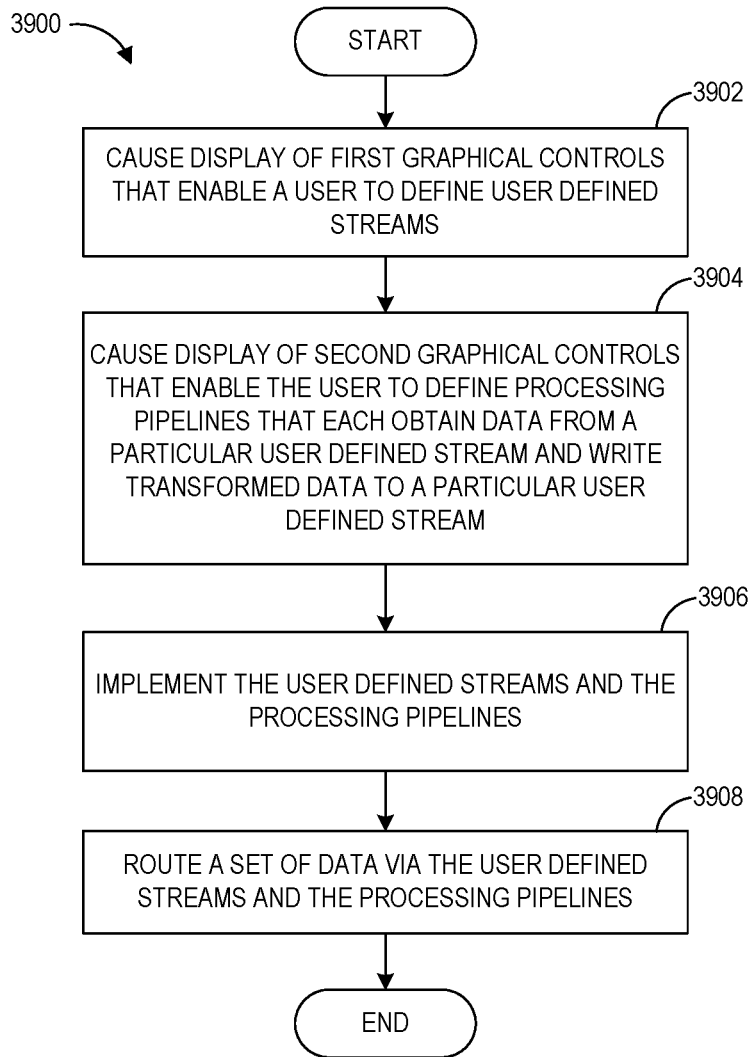 3900
START
3902
CAUSE DISPLAY OF FIRST GRAPHICAL CONTROLS
THAT ENABLE A USER TO DEFINE USER DEFINED
STREAMS
3904
CAUSE DISPLAY OF SECOND GRAPHICAL CONTROLS
THAT ENABLE THE USER TO DEFINE PROCESSING
PIPELINES THAT EACH OBTAIN DATA FROM A
PARTICULAR USER DEFINED STREAM AND WRITE
TRANSFORMED DATA TO A PARTICULAR USER
DEFINED STREAM
3906
IMPLEMENT THE USER DEFINED STREAMS AND THE
PROCESSING PIPELINES
3908
ROUTE A SET OF DATA VIA THE USER DEFINED
STREAMS AND THE PROCESSING PIPELINES
END